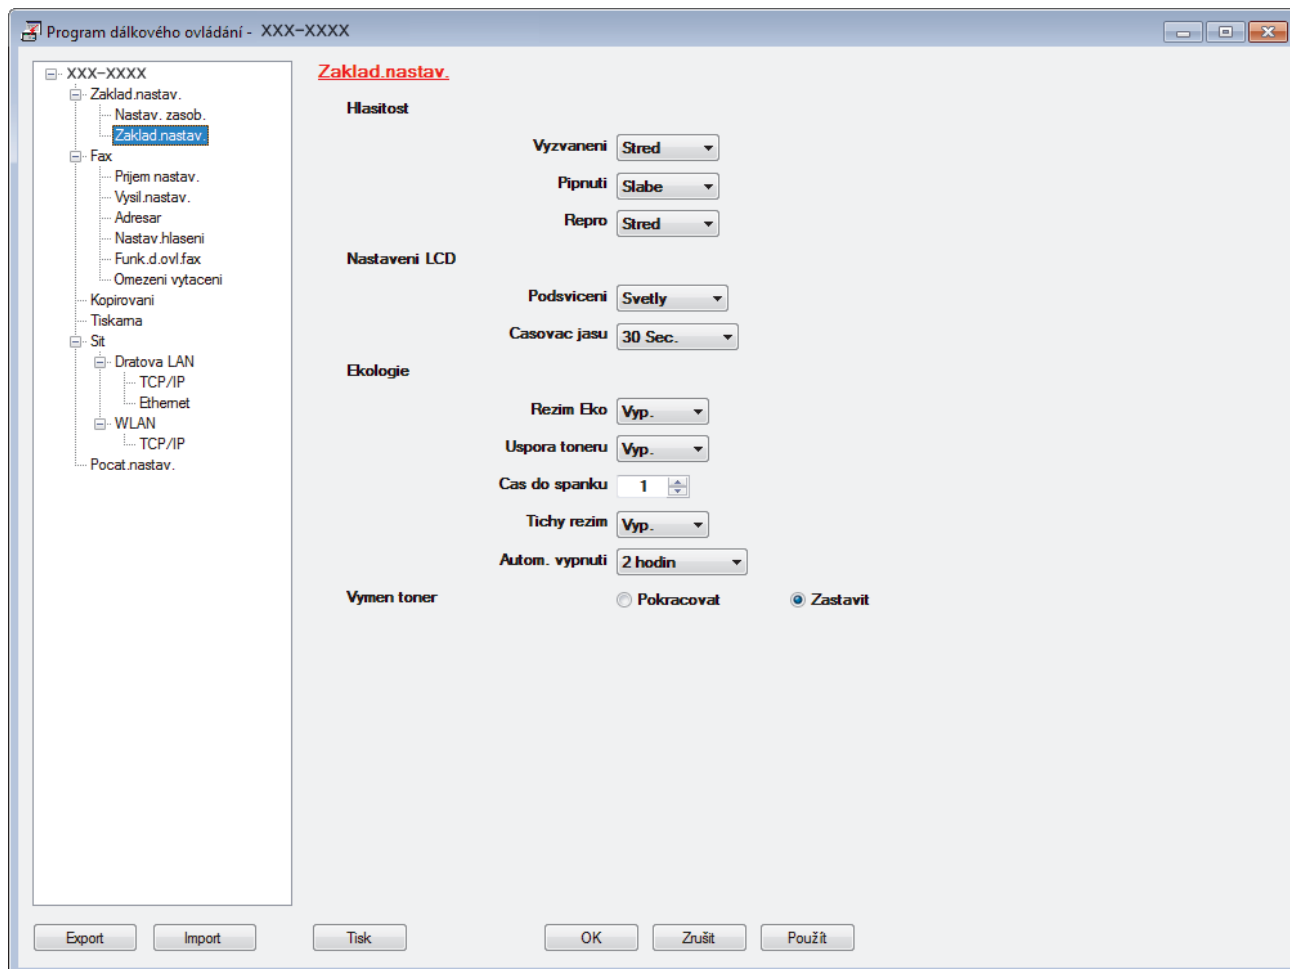 Program dálkového ovládání - XXX-XXXX
XXX-XXXX
Zaklad.nastav.
Nastav. zasob.
Zaklad.nastav.
Fax
Prijem nastav.
Vysil.nastav.
Adresar
Nastav.hlaseni
Funk.d.ovl.fax
Omezeni vytaceni
Kopirovani
Tiskarna
Sit
Dratova LAN
TCP/IP
Ethernet
WLAN
TCP/IP
Pocat.nastav.
Zaklad.nastav.
Hlasitost
Vyzvaneni Stred
Pipnuti Slabe
Repro Stred
Nastaveni LCD
Podsviceni Svetly
Casovac jasu 30 Sec.
Ekologie
Rezim Eko Vyp.
Uspora toneru Vyp.
Cas do spanku 1
Tichy rezim Vyp.
Autom. vypnuti 2 hodin
Vymen toner Pokracovat Zastavit
Export Import Tisk OK Zrušit Použít